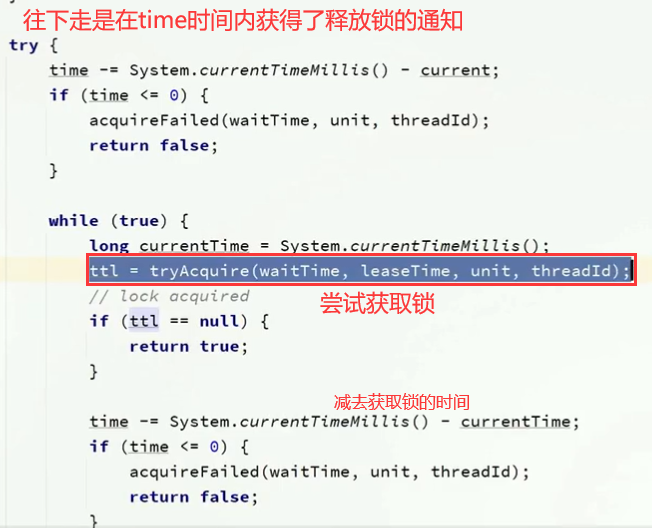 往下走是在time时间内获得了释放锁的通知
try {
time -= System.currentTimeMillis() - current;
if (time <= 0) {
acquireFailed(waitTime, unit, threadId);
return false;
}
while (true) {
long currentTime = System.currentTimeMillis();
ttl = tryAcquire(waitTime, leaseTime, unit, threadId);
// lock acquired
尝试获取锁
if (ttl == null) {
return true;
}
减去获取锁的时间
time -= System.currentTimeMillis() - currentTime;
if (time <= 0) {
acquireFailed(waitTime, unit, threadId);
return false;
}